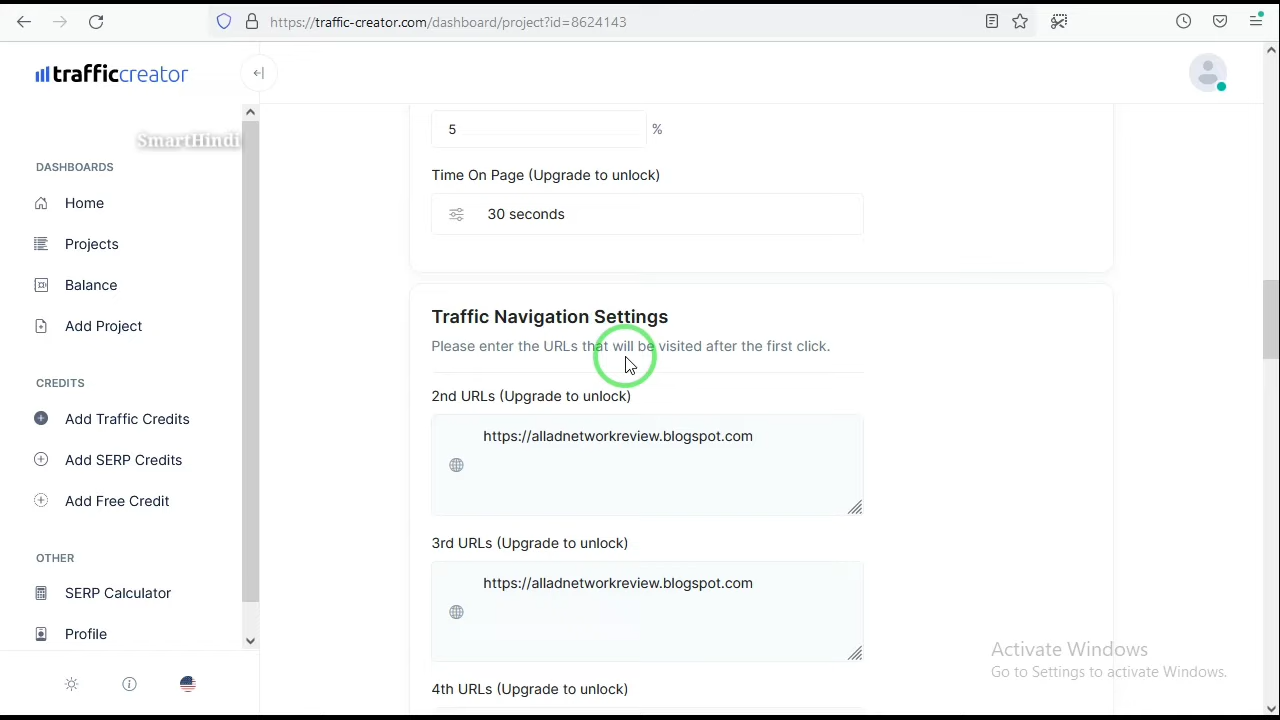 https://traffic-creator.com/dashboard/project?id=8624143
trafficcreator
SmartHindi
DASHBOARDS
Home
Projects
Balance
Add Project
CREDITS
Add Traffic Credits
Add SERP Credits
Add Free Credit
OTHER
SERP Calculator
Profile
5 %
Time On Page (Upgrade to unlock)
30 seconds
Traffic Navigation Settings
Please enter the URLs that will be visited after the first click.
2nd URLs (Upgrade to unlock)
https://alladnetworkreview.blogspot.com
3rd URLs (Upgrade to unlock)
https://alladnetworkreview.blogspot.com
4th URLs (Upgrade to unlock)
Activate Windows
Go to Settings to activate Windows.